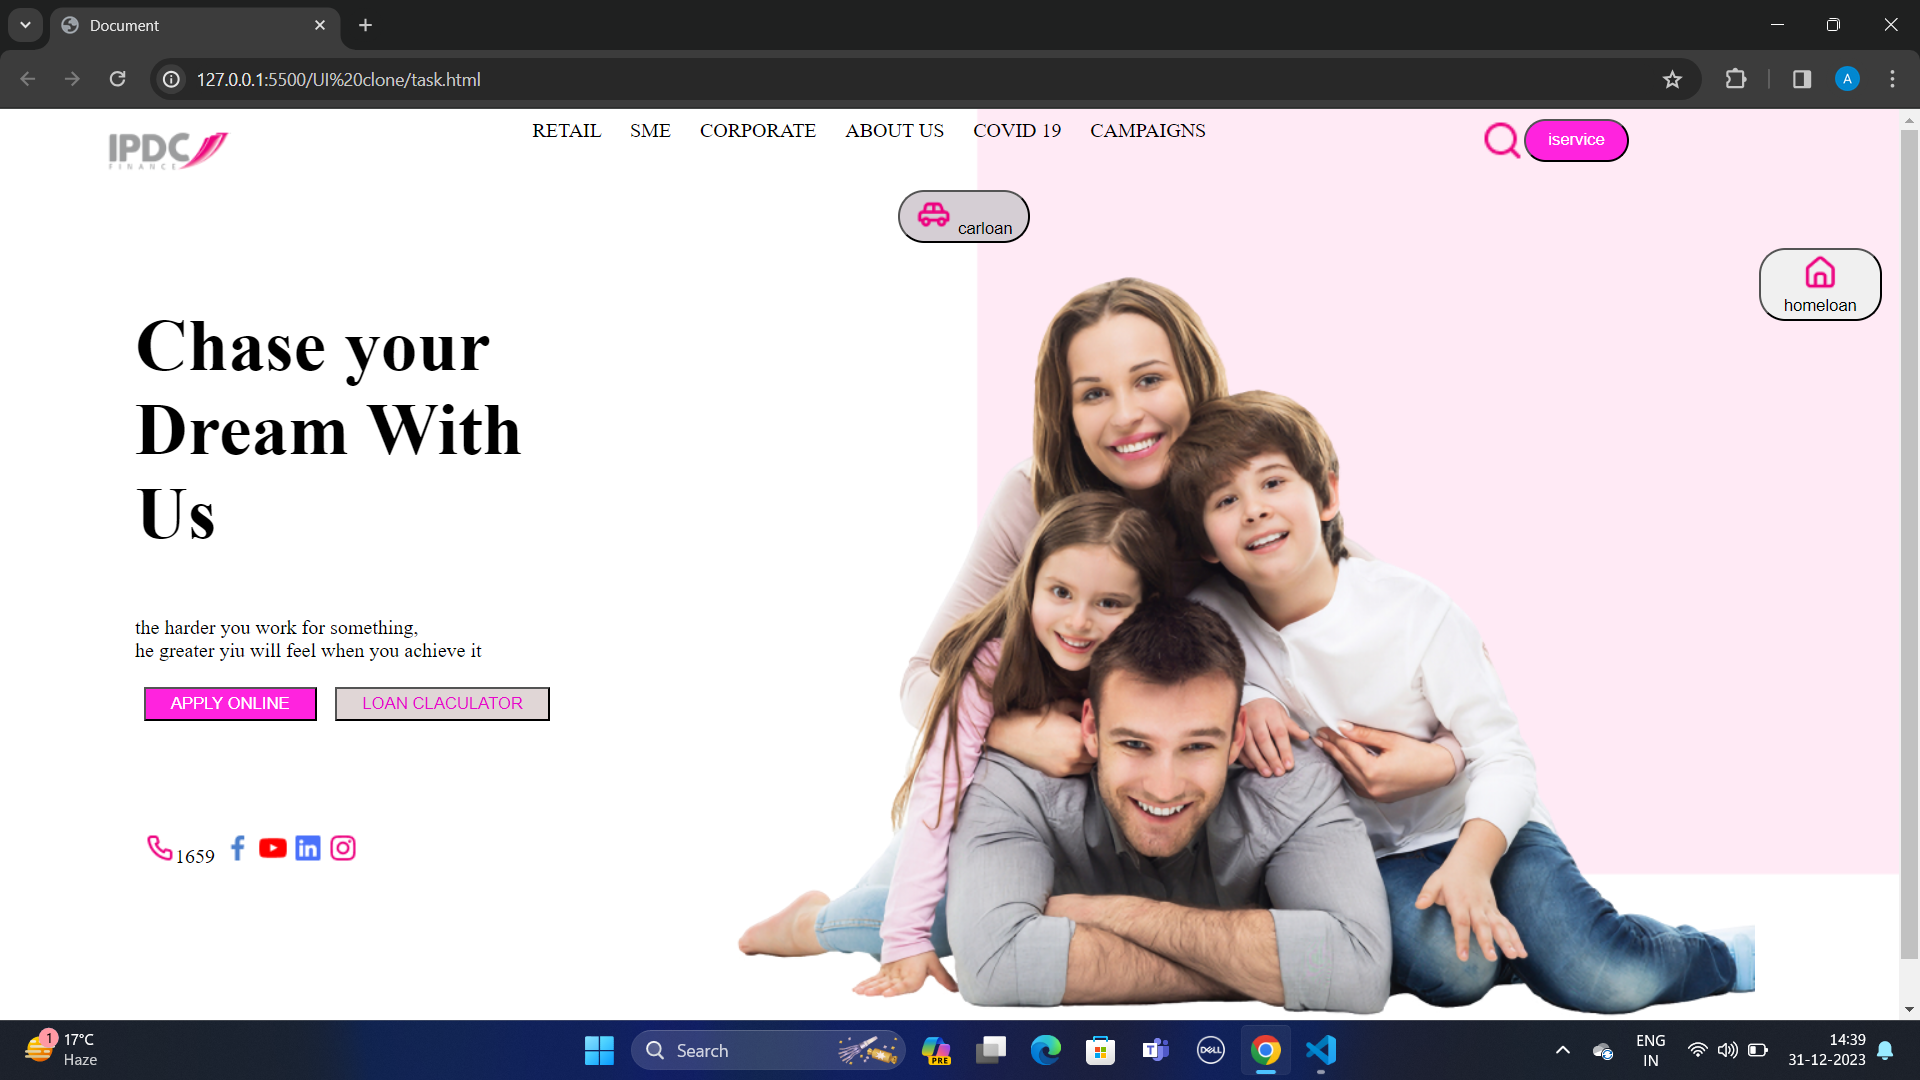 Document
127.0.0.1:5500/UI%20clone/task.html
A
IPDC
FINANCE
RETAIL SME CORPORATE ABOUT US COVID 19 CAMPAIGNS
iservice
carloan
homeloan
Chase your
Dream With
Us
the harder you work for something,
he greater yiu will feel when you achieve it
APPLY ONLINE LOAN CLACULATOR
1659
1
17°C
Haze
Search
PRE
DELL
ENG
IN
14:39
31-12-2023